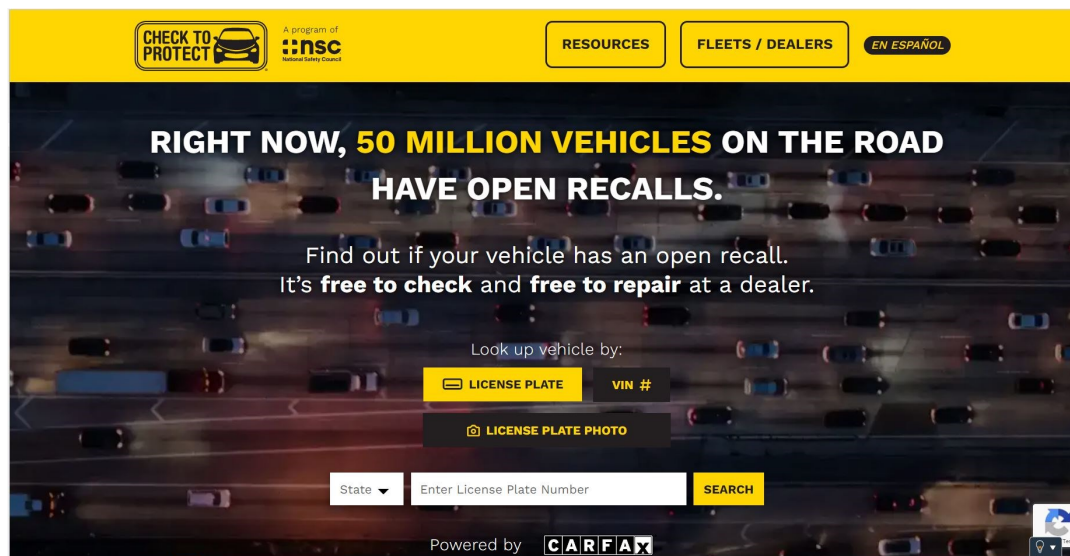 CHECK TO
PROTECT
A program of
nsc
National Safety Council
RESOURCES
FLEETS / DEALERS
EN ESPAÑOL
RIGHT NOW, 50 MILLION VEHICLES ON THE ROAD
HAVE OPEN RECALLS.
Find out if your vehicle has an open recall.
It's free to check and free to repair at a dealer.
Look up vehicle by:
LICENSE PLATE
VIN #
LICENSE PLATE PHOTO
State
Enter License Plate Number
SEARCH
Powered by CARFAX